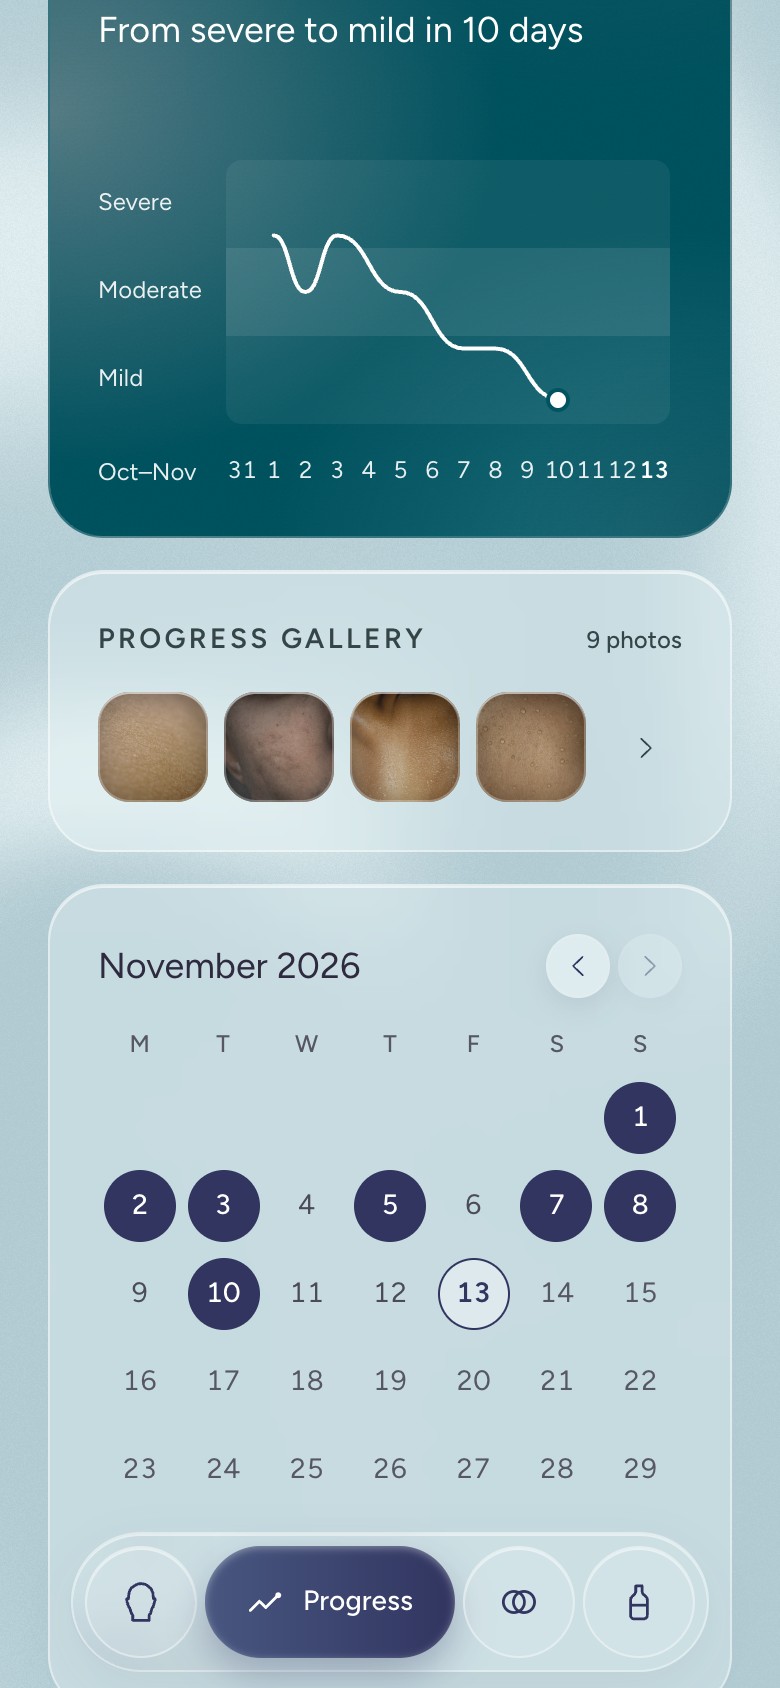 From severe to mild in 10 days
Severe
Moderate
Mild
Oct–Nov 31 1 2 3 4 5 6 7 8 9 10 11 12 13
PROGRESS GALLERY 9 photos
November 2026
M T W T F S S
1
2 3 4 5 6 7 8
9 10 11 12 13 14 15
16 17 18 19 20 21 22
23 24 25 26 27 28 29
Progress